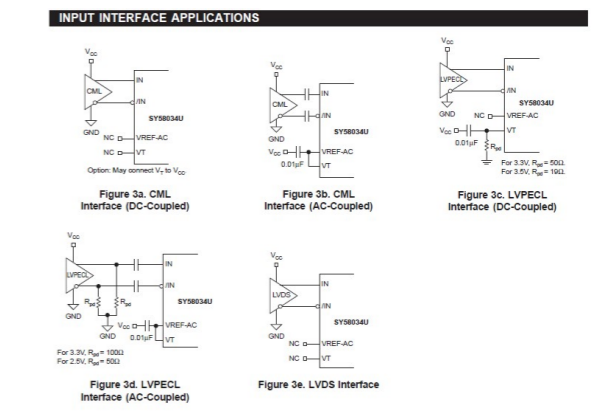 INPUT INTERFACE APPLICATIONS
VCC
CML
IN
/IN
SY58034U
GND
NC
VREF-AC
NC
VT
Option: May connect VT to VCC
Figure 3a. CML
Interface (DC-Coupled)
VCC
CML
IN
/IN
SY58034U
GND
VCC
0.01µF
VREF-AC
VT
Figure 3b. CML
Interface (AC-Coupled)
VCC
LVPECL
IN
/IN
SY58034U
GND
NC
VREF-AC
VCC
0.01µF
VT
Rpd
For 3.3V, Rpd = 50Ω.
For 3.5V, Rpd = 19Ω.
Figure 3c. LVPECL
Interface (DC-Coupled)
VCC
LVPECL
IN
/IN
SY58034U
Rpd
Rpd
GND
GND
VCC
0.01µF
VREF-AC
VT
For 3.3V, Rpd = 100Ω
For 2.5V, Rpd = 50Ω
Figure 3d. LVPECL
Interface (AC-Coupled)
VCC
LVDS
IN
/IN
SY58034U
GND
NC
VREF-AC
NC
VT
Figure 3e. LVDS Interface